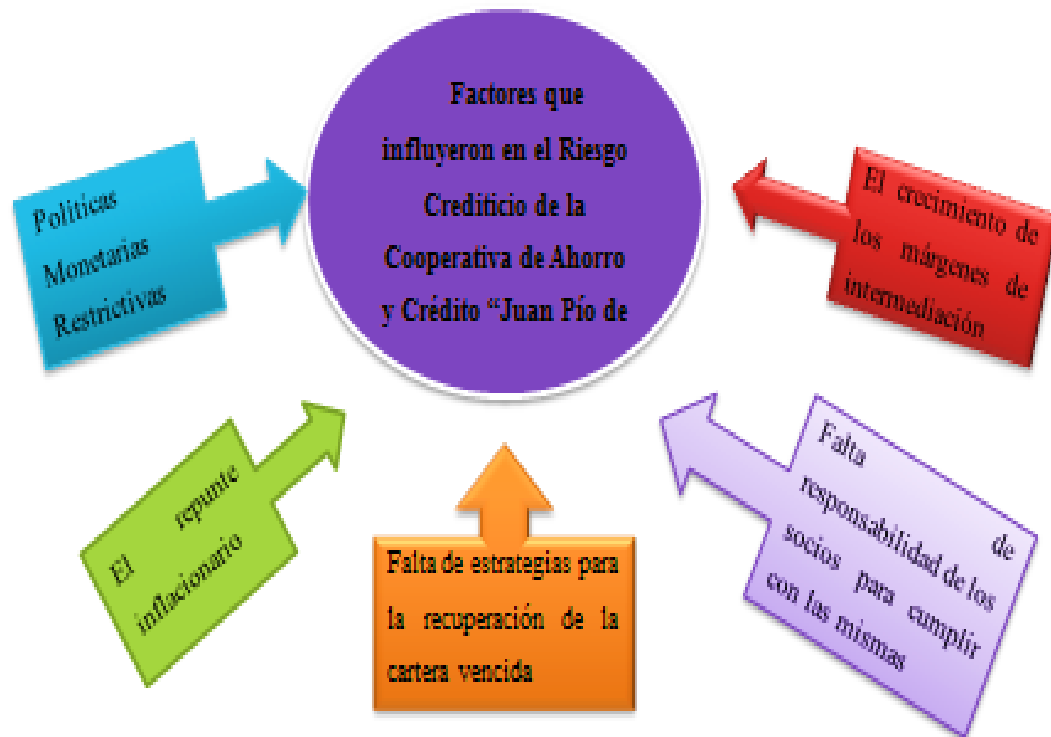 Factores que
influyeron en el Riesgo
Crediticio de la
Cooperativa de Ahorro
y Crédito “Juan Pío de
Políticas
Monetarias
Restrictivas
El crecimiento de
los márgenes de
intermediación
El repunte
inflacionario
Falta de estrategias para
la recuperación de la
cartera vencida
Falta de
responsabilidad de los
socios para cumplir
con las mismas